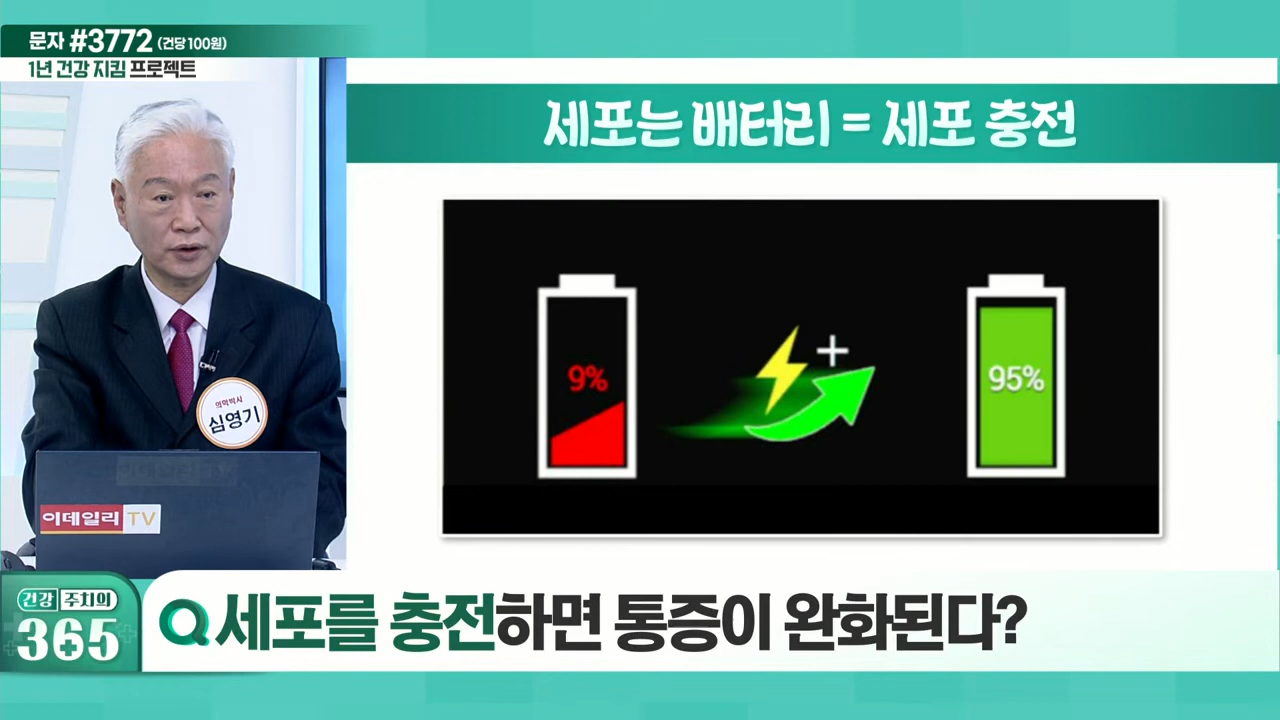 문자 #3772 (건당 100원)
1년 건강 지킴 프로젝트
세포는 배터리 = 세포 충전
9%
95%
의학박사
심영기
이데일리 TV
건강 주치의
365
Q 세포를 충전하면 통증이 완화된다?